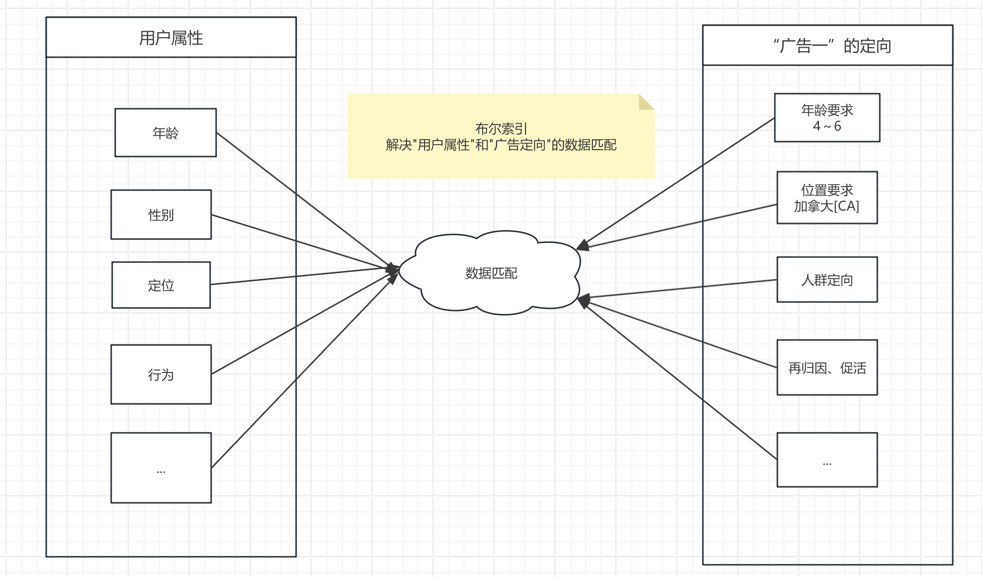 用户属性
年龄
性别
定位
行为
...
布尔索引
解决"用户属性"和"广告定向"的数据匹配
数据匹配
“广告一”的定向
年龄要求
4~6
位置要求
加拿大[CA]
人群定向
再归因、促活
...